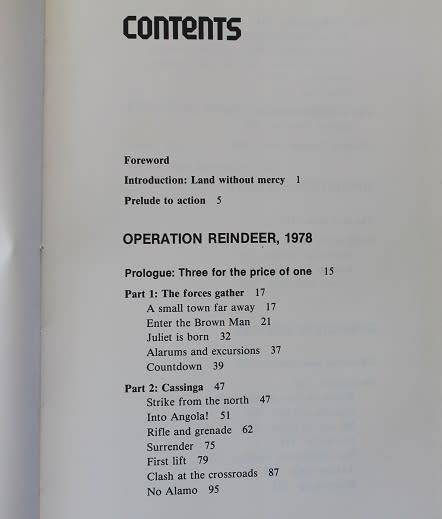 CONTENTS
Foreword
Introduction: Land without mercy 1
Prelude to action 5
OPERATION REINDEER, 1978
Prologue: Three for the price of one 15
Part 1: The forces gather 17
A small town far away 17
Enter the Brown Man 21
Juliet is born 32
Alarums and excursions 37
Countdown 39
Part 2: Cassinga 47
Strike from the north 47
Into Angola! 51
Rifle and grenade 62
Surrender 75
First lift 79
Clash at the crossroads 87
No Alamo 95